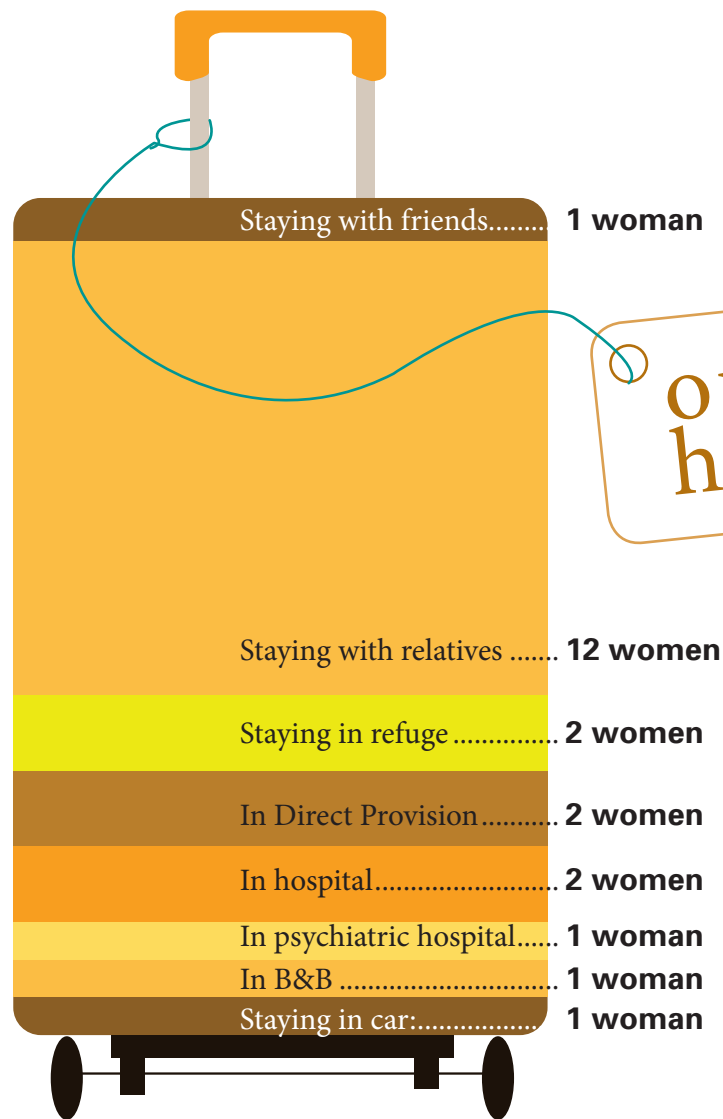 Staying with friends......... 1 woman
Staying with relatives ....... 12 women
Staying in refuge ............... 2 women
In Direct Provision........... 2 women
In hospital.......................... 2 women
In psychiatric hospital...... 1 woman
In B&B ............................... 1 woman
Staying in car:.................. 1 woman